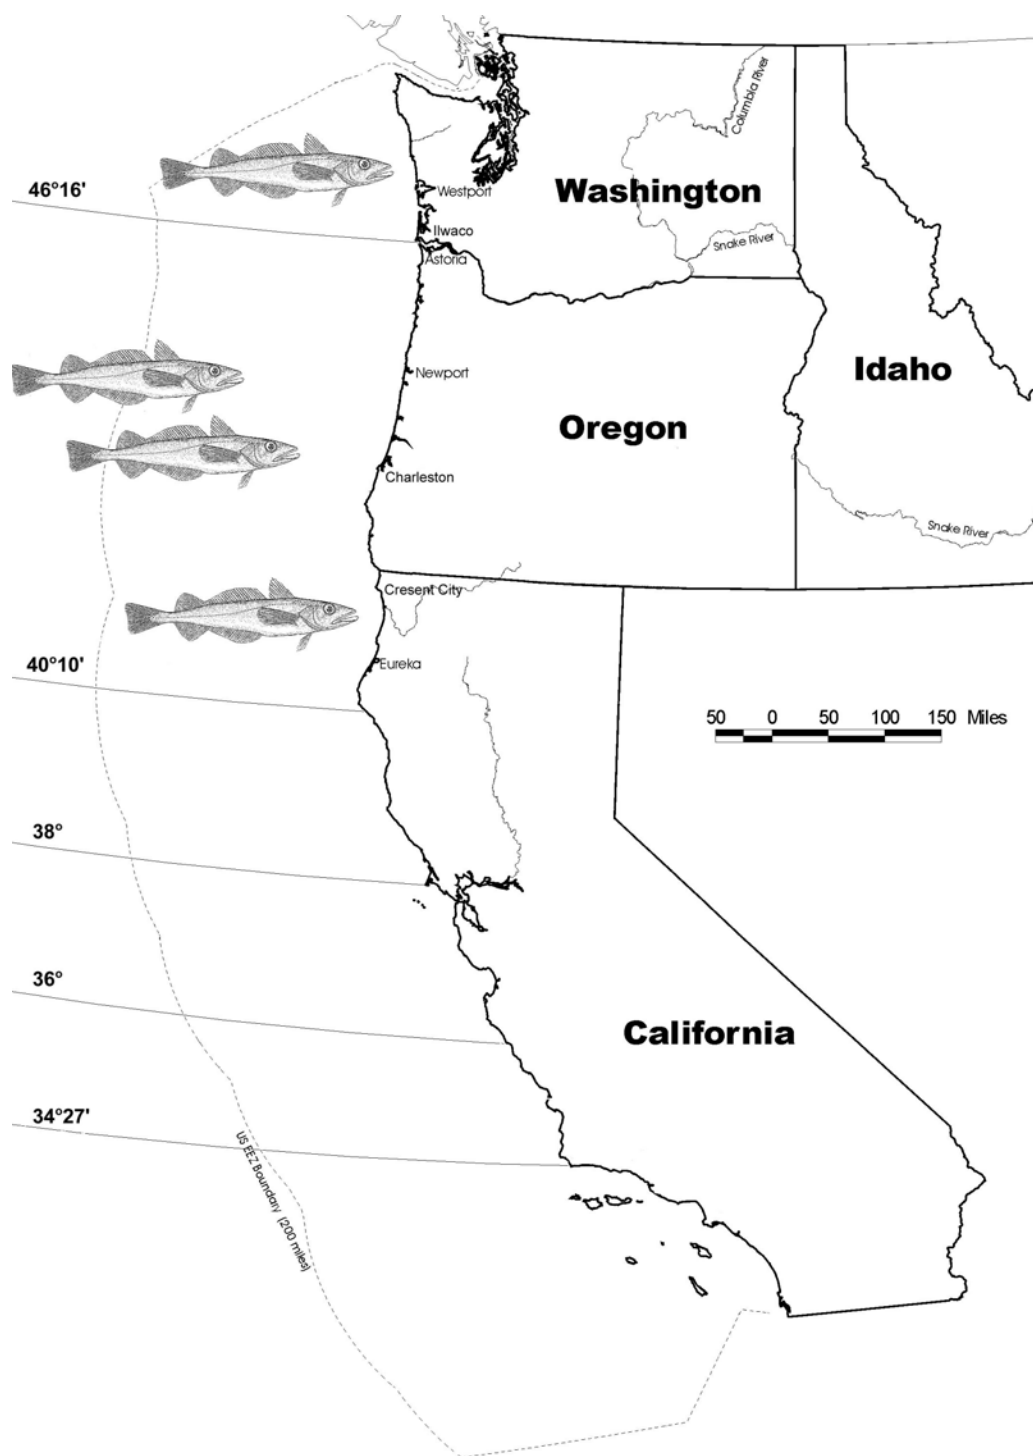 Columbia River
46°16'
Westport
Washington
Ilwaco
Snake River
Astoria
Newport
Idaho
Oregon
Charleston
Snake River
Cresent City
40°10'
Eureka
50 0 50 100 150 Miles
38°
36°
California
34°27'
US EEZ Boundary (200 miles)